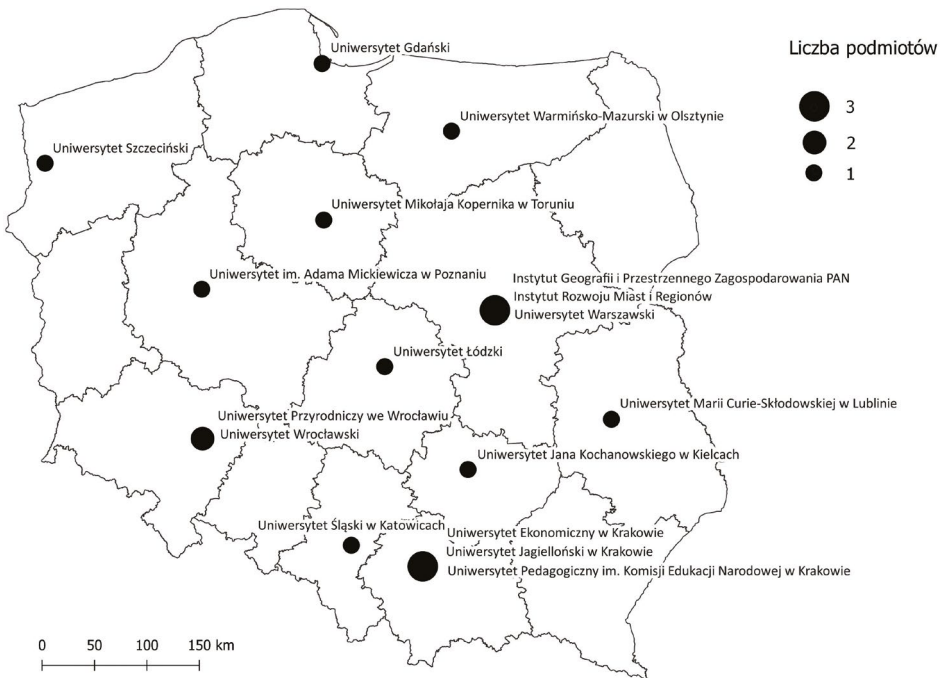 Uniwersytet Gdański
Liczba podmiotów
3
2
1
Uniwersytet Warmińsko-Mazurski w Olsztynie
Uniwersytet Szczeciński
Uniwersytet Mikołaja Kopernika w Toruniu
Uniwersytet im. Adama Mickiewicza w Poznaniu
Instytut Geografii i Przestrzennego Zagospodarowania PAN
Instytut Rozwoju Miast i Regionów
Uniwersytet Warszawski
Uniwersytet Łódzki
Uniwersytet Marii Curie-Skłodowskiej w Lublinie
Uniwersytet Przyrodniczy we Wrocławiu
Uniwersytet Wrocławski
Uniwersytet Jana Kochanowskiego w Kielcach
Uniwersytet Śląski w Katowicach
Uniwersytet Ekonomiczny w Krakowie
Uniwersytet Jagielloński w Krakowie
Uniwersytet Pedagogiczny im. Komisji Edukacji Narodowej w Krakowie
0 50 100 150 km